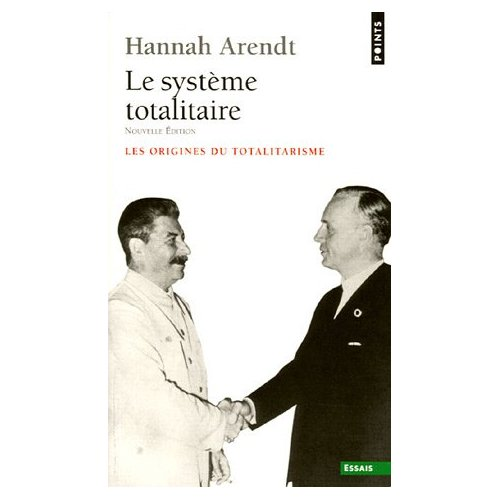 Hannah Arendt
POINTS
Le système
totalitaire
NOUVELLE ÉDITION
LES ORIGINES DU TOTALITARISME
ESSAIS